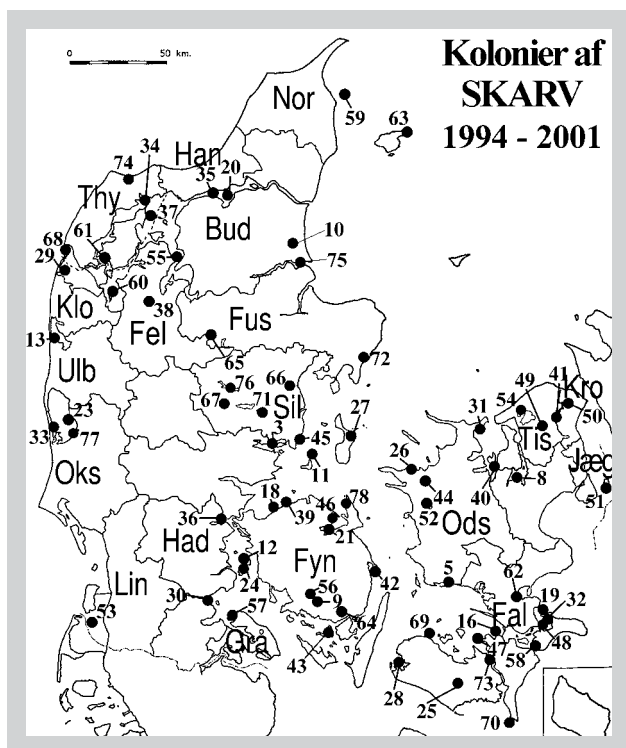 0 50 km.
Kolonier af
SKARV
1994 - 2001
Nor
59
63
Han
34
74
35 20
Thy
37
Bud
10
68
61
55
75
29
60
Klo
38
Fel
Fus
13
65
72
Ulb
76
66
67
71
Sil
27
23
33
77
3
45
11
Oks
49
41
Kro
54
31
50
Tis
26
Jæg
40
8
51
44
52
Ods
18
39
46
78
21
36
Had
12
Fyn
24
42
5
62
Lin
30
56
9
19
32
Fal
53
57
64
69
16
47
48
Grå
43
58
73
28
25
70